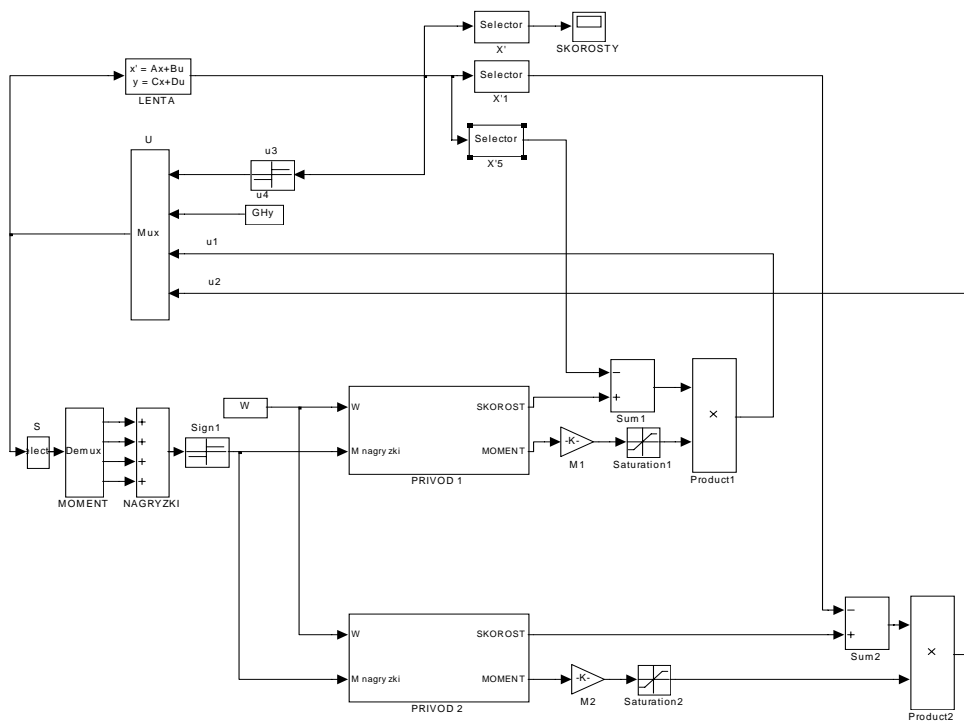 Selector
X'
SKOROSTY
x' = Ax+Bu
y = Cx+Du
LENTA
Selector
X'1
Selector
X'5
U
u3
u4
GHy
Mux
u1
u2
W
SKOROST
M nagryzki
MOMENT
PRIVOD 1
Sum1
-K-
M1
Saturation1
×
Product1
S
elect
Demux
MOMENT
NAGRYZKI
Sign1
W
−
+
+
+
+
+
W
SKOROST
M nagryzki
MOMENT
PRIVOD 2
-K-
M2
Saturation2
−
+
Sum2
×
Product2